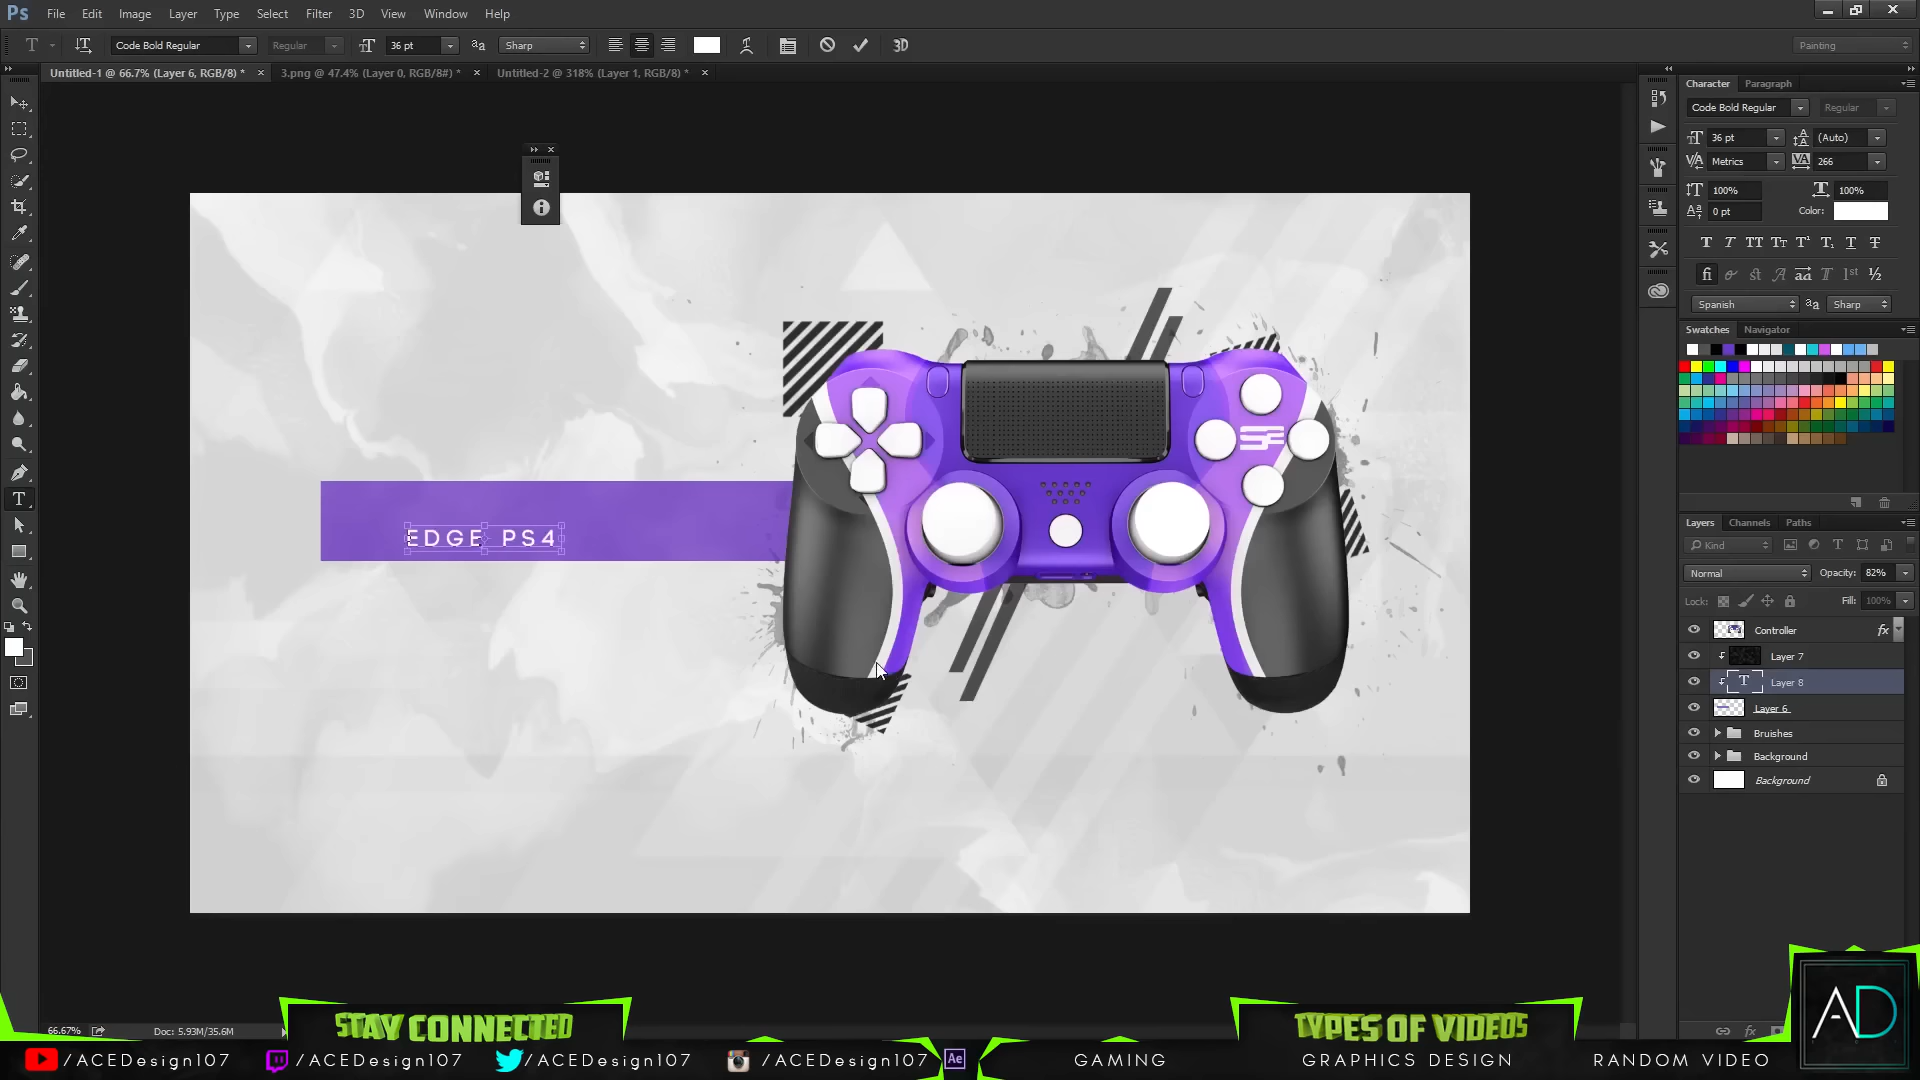 Ps File Edit Image Layer Type Select Filter 3D View Window Help
T Code Bold Regular Regular 36 pt Sharp 3D Painting
Untitled-1 @ 66.7% (Layer 6, RGB/8) * 3.png @ 47.4% (Layer 0, RGB/8#) * Untitled-2 @ 318% (Layer 1, RGB/8) *
Character Paragraph
Code Bold Regular Regular
36 pt (Auto)
Metrics 266
100% 100%
0 pt Color:
Spanish Sharp
Swatches Navigator
EDGE PS4
Layers Channels Paths
Kind
Normal Opacity: 82%
Lock: Fill: 100%
Controller fx
Layer 7
Layer 8
Layer 6
Bruishes
Background
Background
66.67% Doc: 5.93M/35.6M
STAY CONNECTED TYPES OF VIDEOS
AD
/ACEDesign107 /ACEDesign107 /ACEDesign107 /ACEDesign107 Ae GAMING GRAPHICS DESIGN RANDOM VIDEO